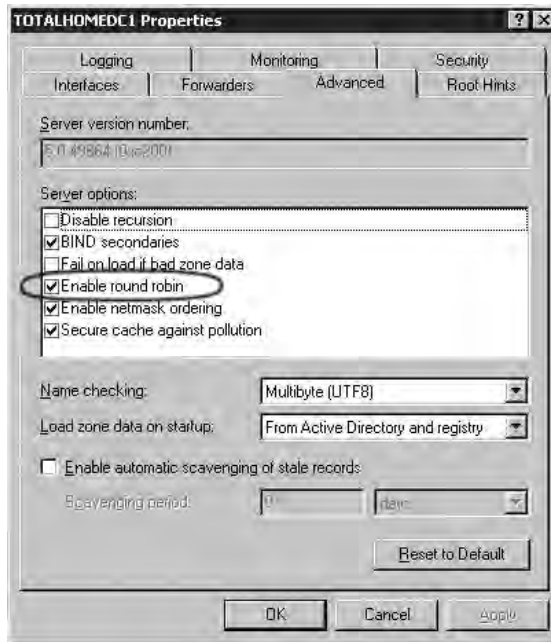 TOTALHOMEDC1 Properties
Logging Monitoring Security
Interfaces Forwarders Advanced Root Hints
Server version number:
Server options:
Disable recursion
BIND secondaries
Fail on load if bad zone data
Enable round robin
Enable netmask ordering
Secure cache against pollution
Name checking: Multibyte (UTF8)
Load zone data on startup: From Active Directory and registry
Enable automatic scavenging of stale records
Scavenging period: 0 days
Reset to Default
OK Cancel Apply